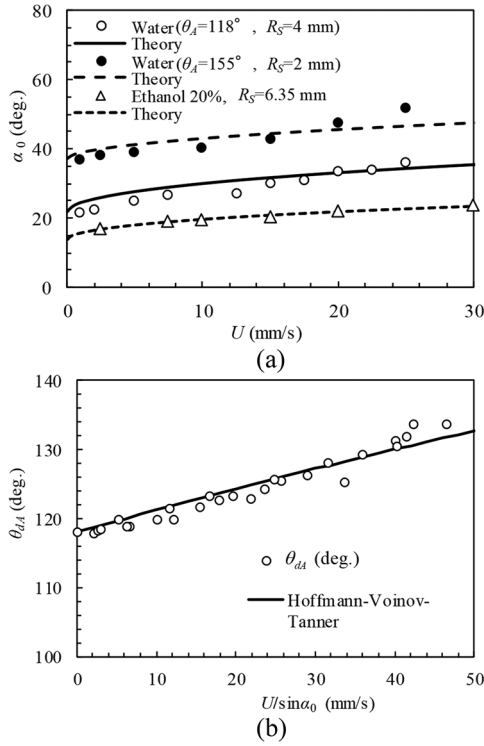 80
60
40
20
0
α0 (deg.)
Water(θA=118° , RS=4 mm)
Theory
Water(θA=155° , RS=2 mm)
Theory
Ethanol 20%, RS=6.35 mm
Theory
0 10 20 30
U (mm/s)
(a)
140
130
120
110
100
θdA (deg.)
θdA (deg.)
Hoffmann-Voinov-
Tanner
0 10 20 30 40 50
U/sinα0 (mm/s)
(b)